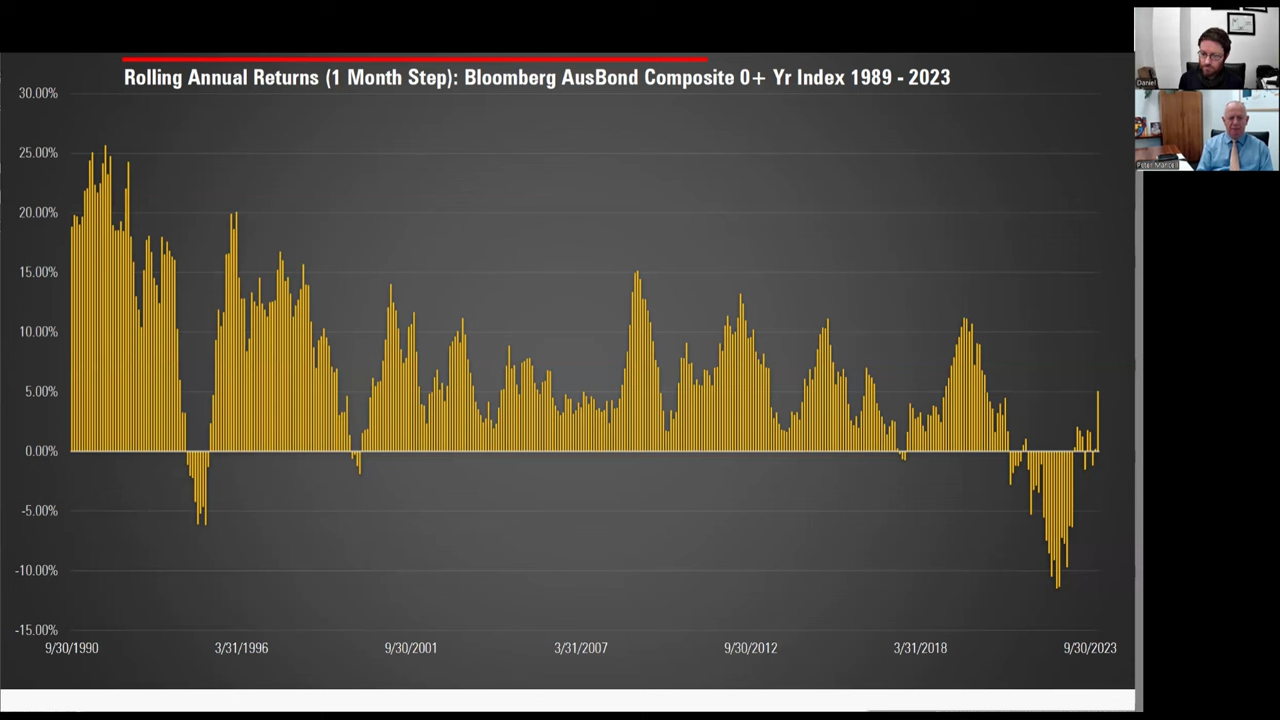 Rolling Annual Returns (1 Month Step): Bloomberg AusBond Composite 0+ Yr Index 1989 - 2023
30.00%
25.00%
20.00%
15.00%
10.00%
5.00%
0.00%
-5.00%
-10.00%
-15.00%
9/30/1990 3/31/1996 9/30/2001 3/31/2007 9/30/2012 3/31/2018 9/30/2023
Daniel
Peter Mancell